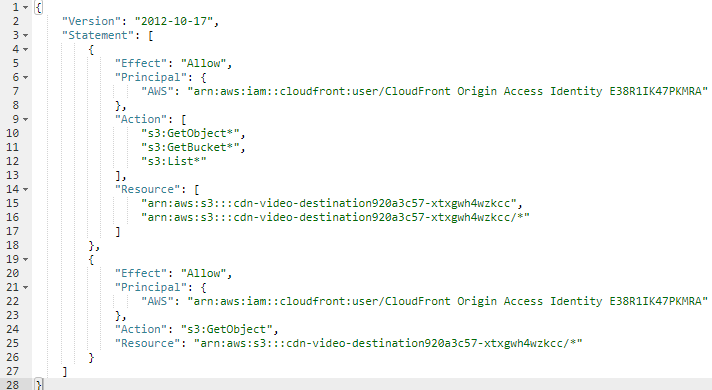 1 {
2 "Version": "2012-10-17",
3 "Statement": [
4 {
5 "Effect": "Allow",
6 "Principal": {
7 "AWS": "arn:aws:iam::cloudfront:user/CloudFront Origin Access Identity E38R1IK47PKMRA"
8 },
9 "Action": [
10 "s3:GetObject*",
11 "s3:GetBucket*",
12 "s3:List*"
13 ],
14 "Resource": [
15 "arn:aws:s3:::cdn-video-destination920a3c57-xtxgwh4wzkcc",
16 "arn:aws:s3:::cdn-video-destination920a3c57-xtxgwh4wzkcc/*"
17 ]
18 },
19 {
20 "Effect": "Allow",
21 "Principal": {
22 "AWS": "arn:aws:iam::cloudfront:user/CloudFront Origin Access Identity E38R1IK47PKMRA"
23 },
24 "Action": "s3:GetObject",
25 "Resource": "arn:aws:s3:::cdn-video-destination920a3c57-xtxgwh4wzkcc/*"
26 }
27 ]
28 }